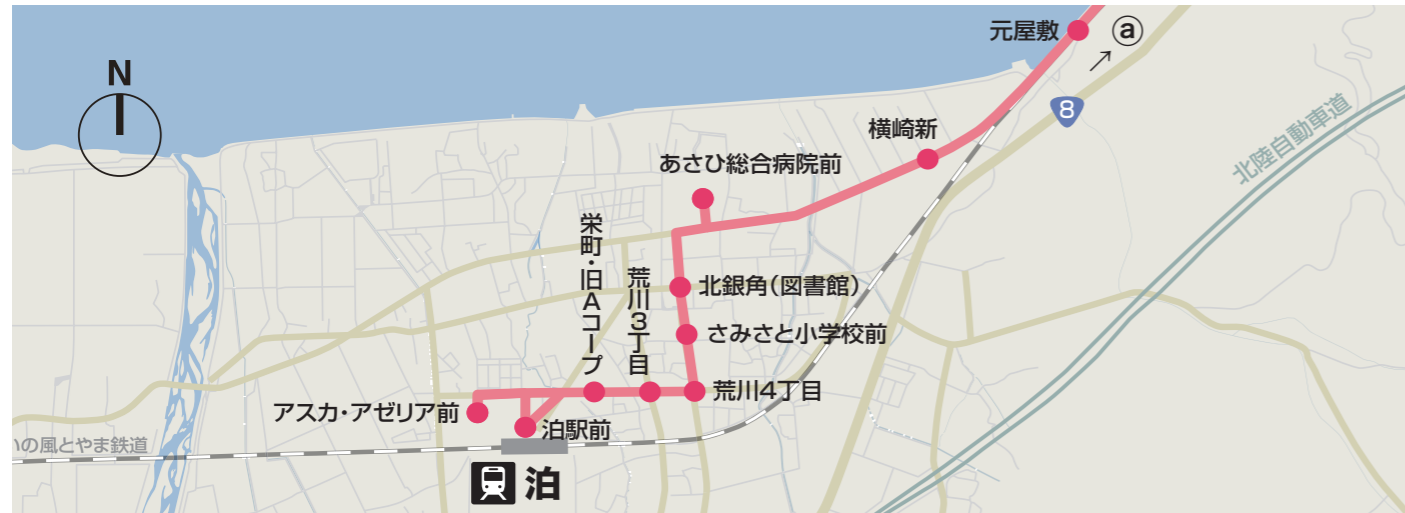 元屋敷
ⓐ
N
8
横崎新
北陸自動車道
あさひ総合病院前
栄町・旧Aコープ
荒川3丁目
北銀角(図書館)
さみさと小学校前
荒川4丁目
アスカ・アゼリア前
泊駅前
いの風とやま鉄道
泊